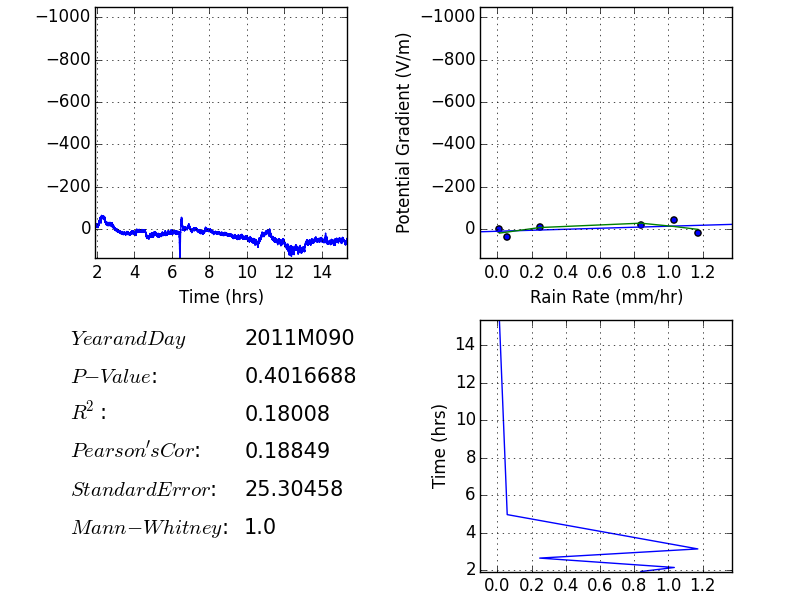 −1000
−800
−600
−400
−200
0
2 4 6 8 10 12 14
Time (hrs)
Potential Gradient (V/m)
−1000
−800
−600
−400
−200
0
0.0 0.2 0.4 0.6 0.8 1.0 1.2
Rain Rate (mm/hr)
YearandDay 2011M090
P−Value: 0.4016688
R²: 0.18008
Pearson'sCor: 0.18849
StandardError: 25.30458
Mann−Whitney: 1.0
Time (hrs)
14
12
10
8
6
4
2
0.0 0.2 0.4 0.6 0.8 1.0 1.2